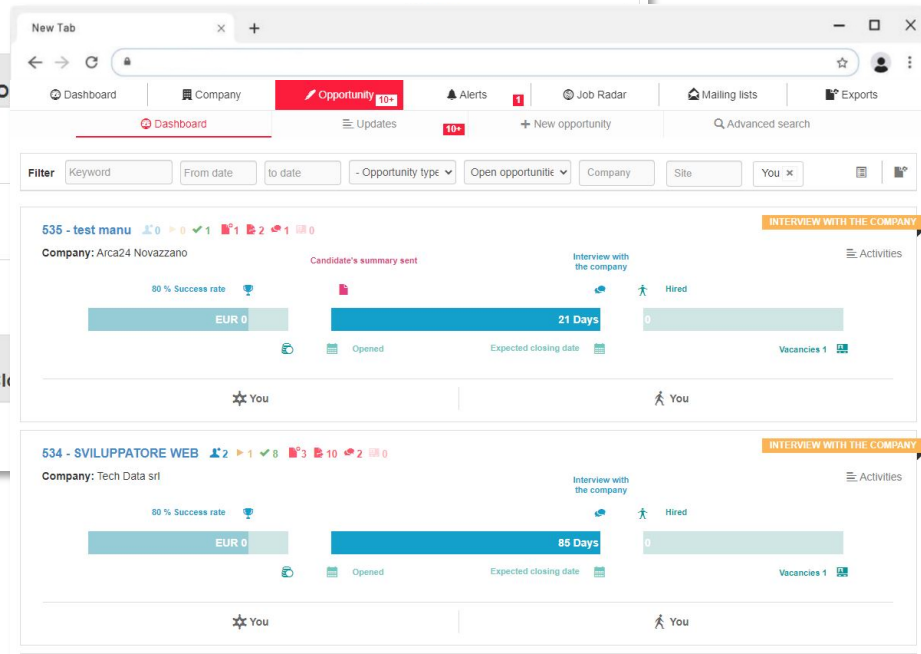 New Tab
Dashboard Company Opportunity 10+ Alerts 1 Job Radar Mailing lists Exports
Dashboard Updates 10+ New opportunity Advanced search
Filter Keyword From date to date - Opportunity type Open opportunitie Company Site You ×
INTERVIEW WITH THE COMPANY
535 - test manu 0 0 1 1 2 1 0
Company: Arca24 Novazzano
Activities
Candidate's summary sent
Interview with
the company
80 % Success rate
Hired
EUR 0 21 Days 0
Opened Expected closing date Vacancies 1
You You
INTERVIEW WITH THE COMPANY
534 - SVILUPPATORE WEB 2 1 8 3 10 2 0
Company: Tech Data srl
Activities
Interview with
the company
80 % Success rate
Hired
EUR 0 85 Days 0
Opened Expected closing date Vacancies 1
You You